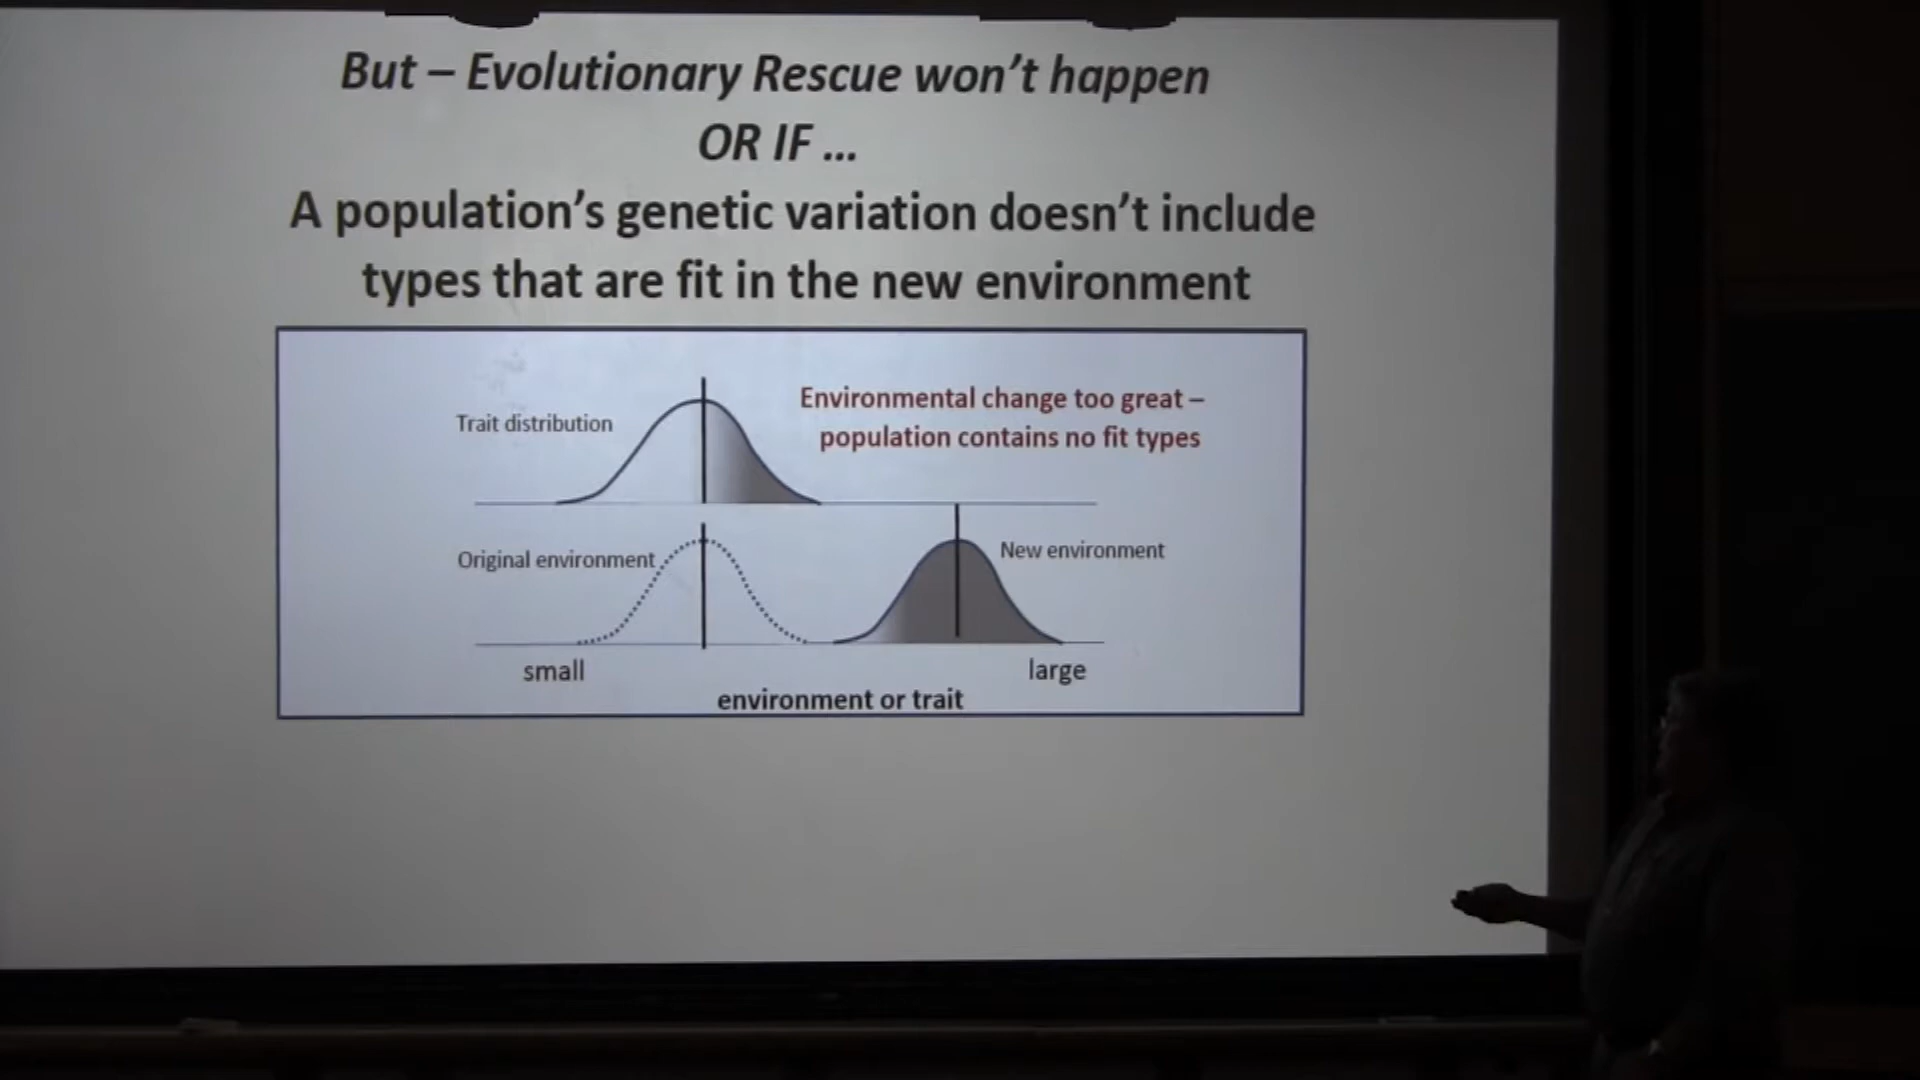 But – Evolutionary Rescue won't happen
OR IF ...
A population's genetic variation doesn't include
types that are fit in the new environment
Trait distribution
Environmental change too great –
population contains no fit types
Original environment
New environment
small
large
environment or trait